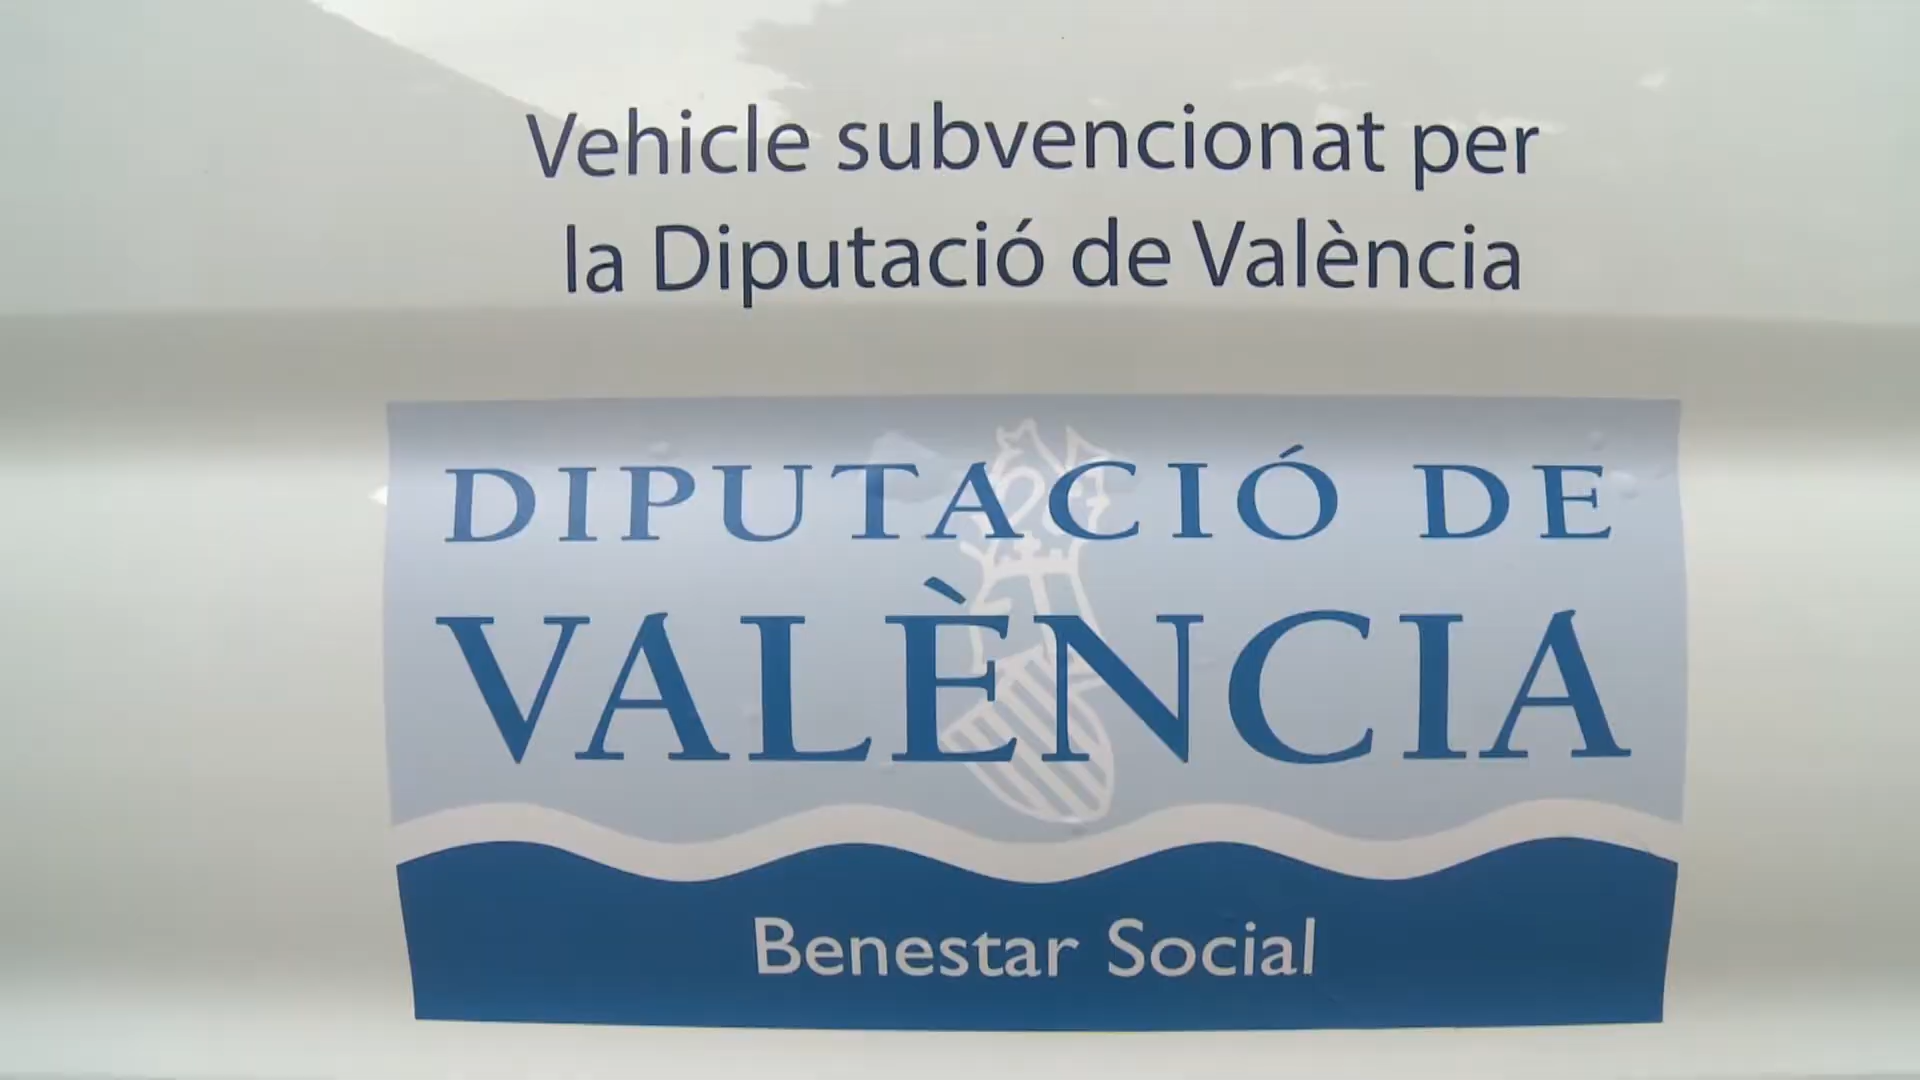 Vehicle subvencionat per
la Diputació de València
DIPUTACIÓ DE
VALÈNCIA
Benestar Social